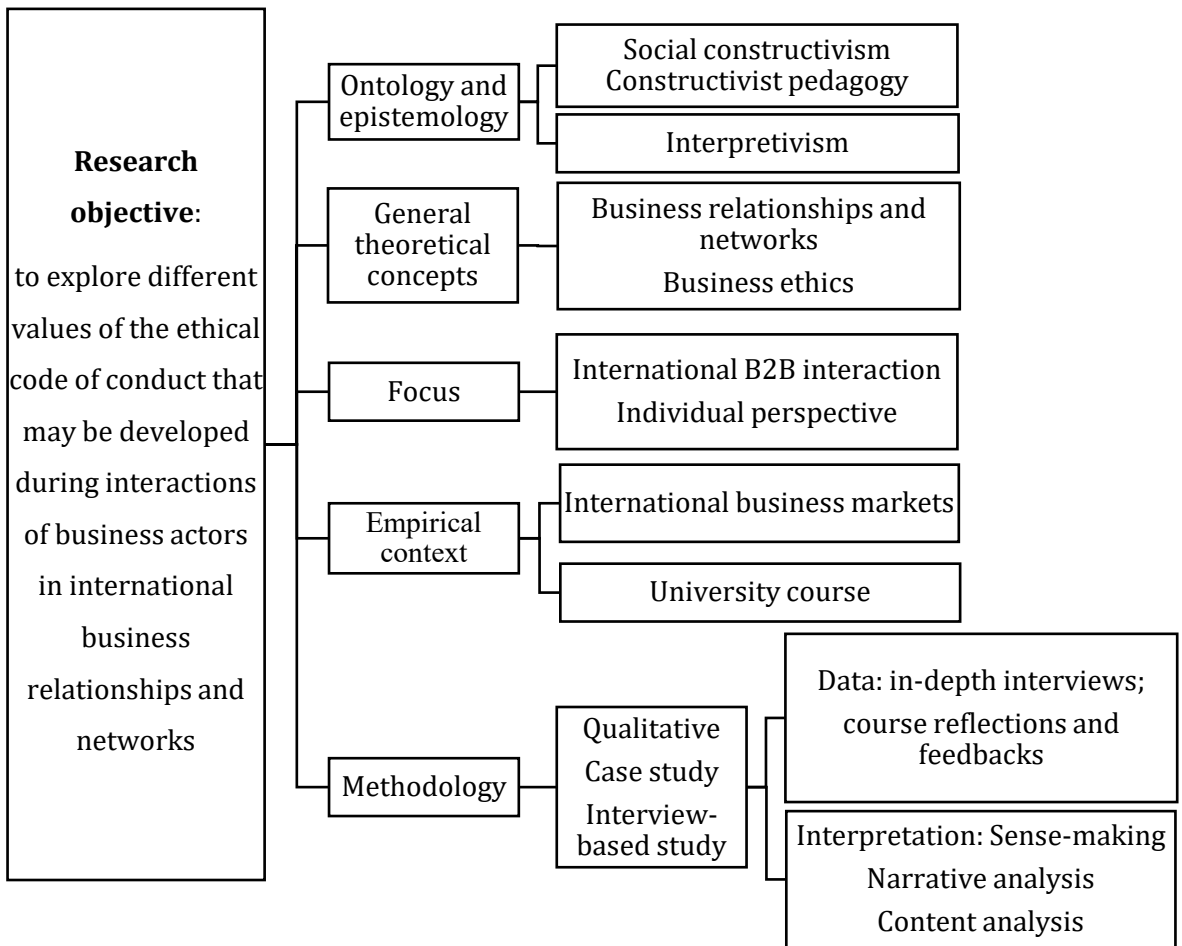 Research
objective:
to explore different
values of the ethical
code of conduct that
may be developed
during interactions
of business actors
in international
business
relationships and
networks
Ontology and
epistemology
Social constructivism
Constructivist pedagogy
Interpretivism
General
theoretical
concepts
Business relationships and
networks
Business ethics
Focus
International B2B interaction
Individual perspective
Empirical
context
International business markets
University course
Methodology
Qualitative
Case study
Interview-
based study
Data: in-depth interviews;
course reflections and
feedbacks
Interpretation: Sense-making
Narrative analysis
Content analysis